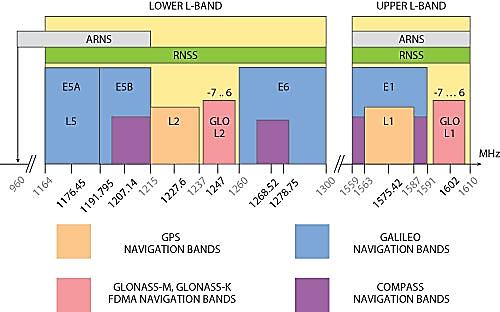 LOWER L-BAND
UPPER L-BAND
ARNS
ARNS
RNSS
RNSS
E5A
E5B
E6
E1
L5
L2
-7 .. 6
GLO
L2
L1
-7 ... 6
GLO
L1
MHz
960
1164
1176.45
1191.795
1207.14
1215
1227.6
1237
1247
1260
1268.52
1278.75
1300
1559
1563
1575.42
1587
1591
1602
1610
GPS
NAVIGATION BANDS
GALILEO
NAVIGATION BANDS
GLONASS-M, GLONASS-K
FDMA NAVIGATION BANDS
COMPASS
NAVIGATION BANDS